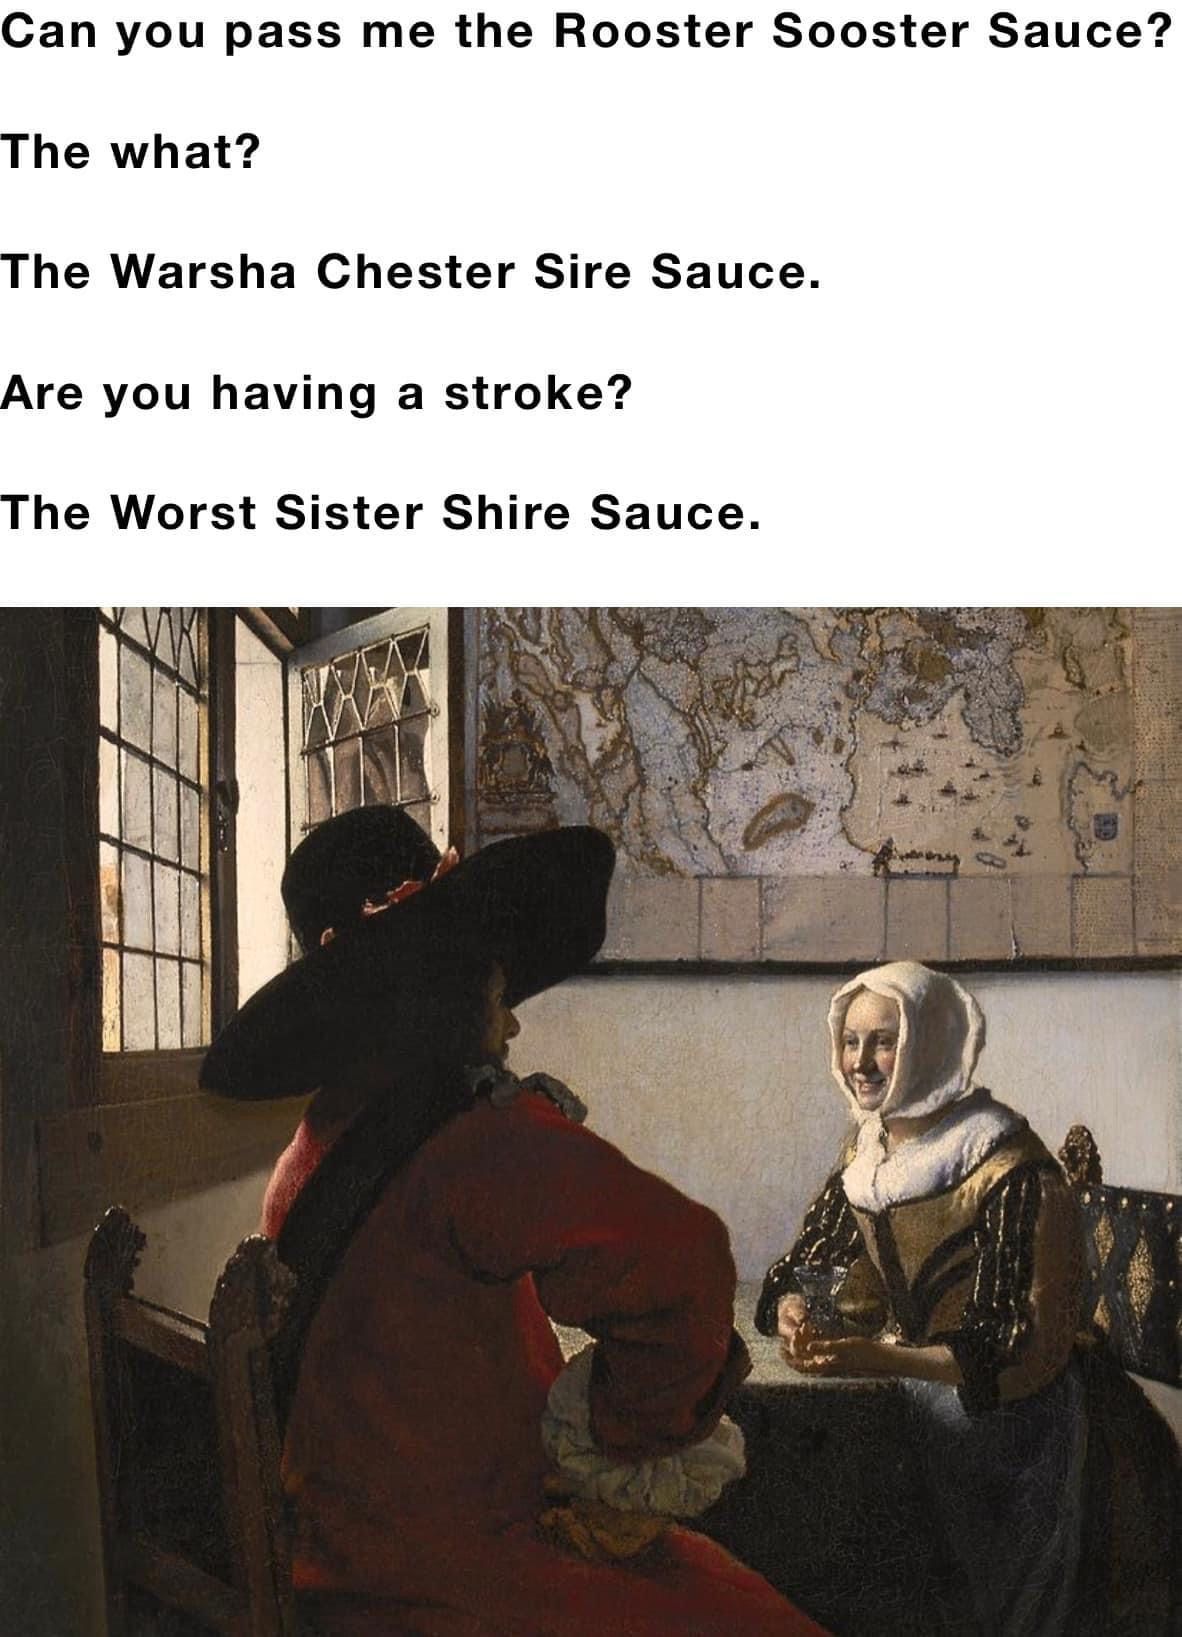 Can you pass me the Rooster Sooster Sauce?
The what?
The Warsha Chester Sire Sauce.
Are you having a stroke?
The Worst Sister Shire Sauce.